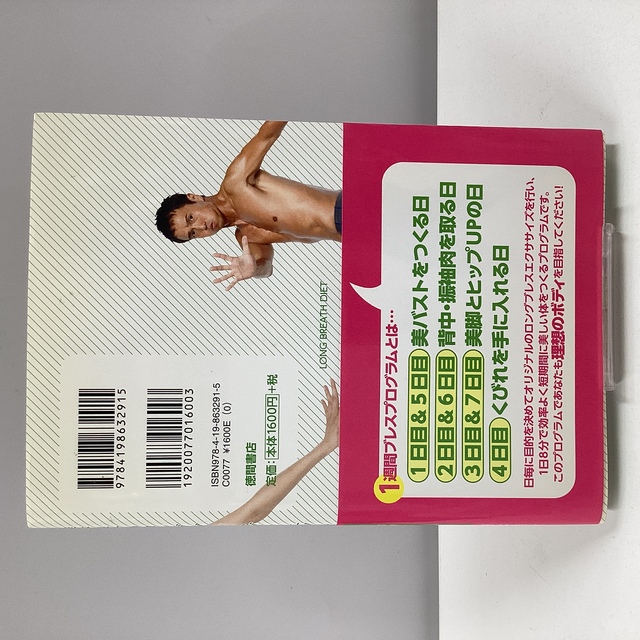 9784198632915
1920077016003
ISBN978-4-19-863291-5
C0077 ¥1600E (0)
徳間書店
定価:本体1600円+税
LONG BREATH DIET
1週間ブレスプログラムとは…
1日目&5日目 美バストをつくる日
2日目&6日目 背中・振袖肉を取る日
3日目&7日目 美脚とヒップUPの日
4日目 くびれを手に入れる日
日毎に目的を決めてオリジナルのロングブレスエクササイズを行い、
1日8分で効率よく短期間に美しい体をつくるプログラムです。
このプログラムであなたも理想のボディを目指してください!